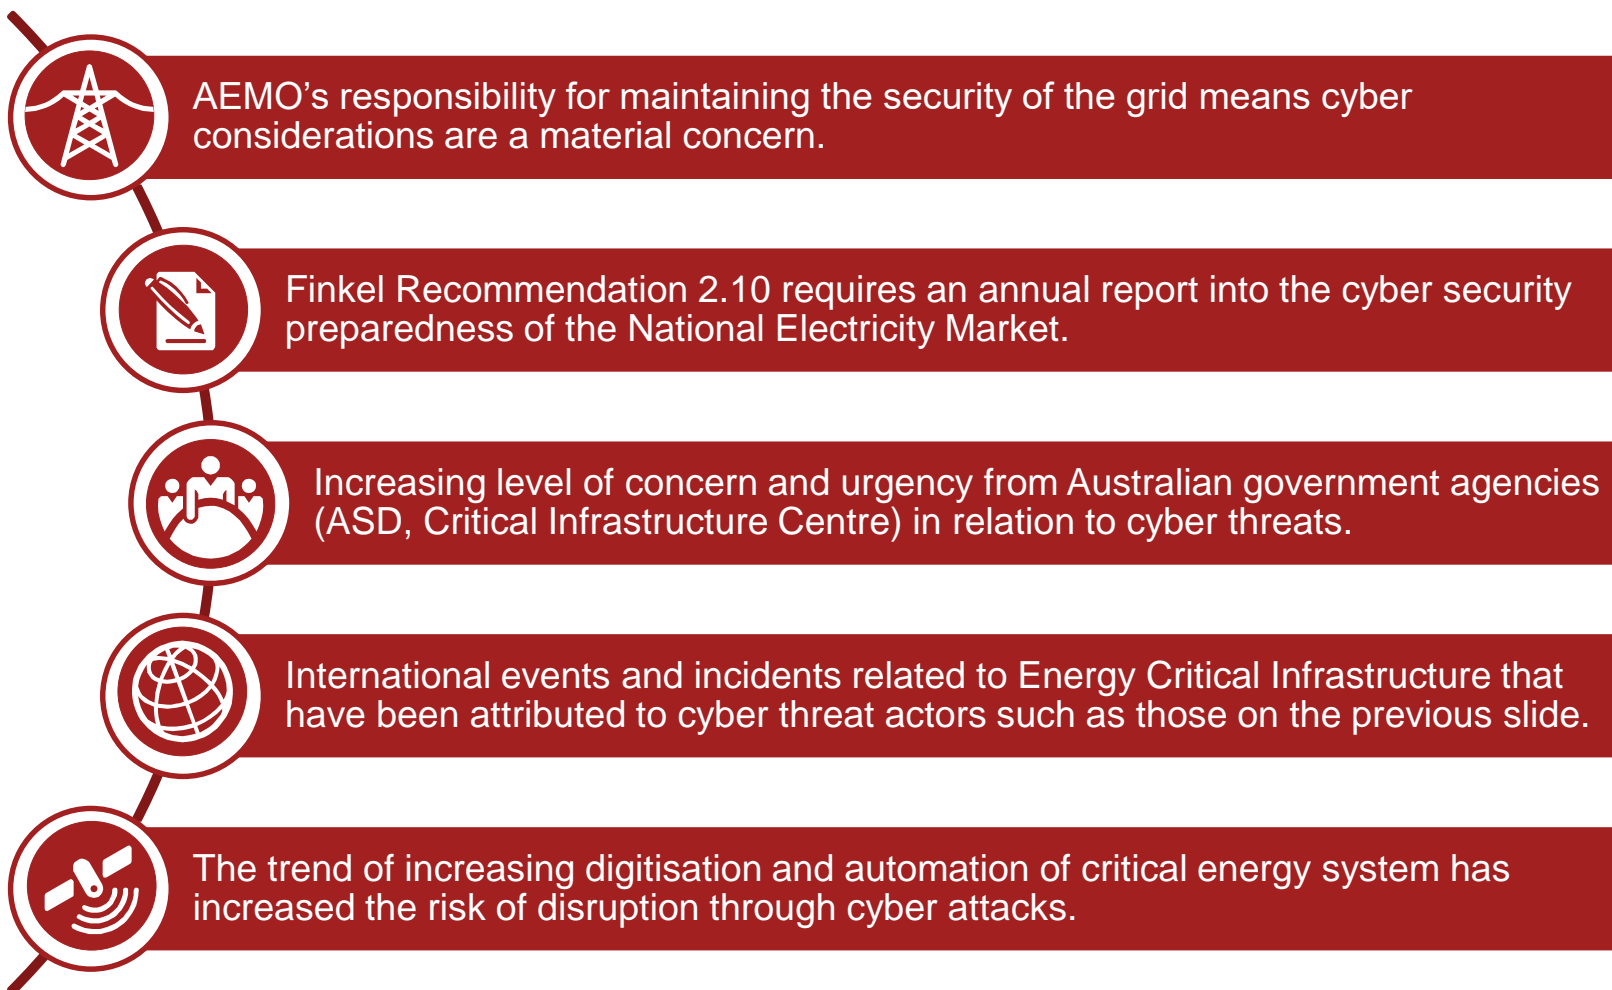 AEMO’s responsibility for maintaining the security of the grid means cyber
considerations are a material concern.
Finkel Recommendation 2.10 requires an annual report into the cyber security
preparedness of the National Electricity Market.
Increasing level of concern and urgency from Australian government agencies
(ASD, Critical Infrastructure Centre) in relation to cyber threats.
International events and incidents related to Energy Critical Infrastructure that
have been attributed to cyber threat actors such as those on the previous slide.
The trend of increasing digitisation and automation of critical energy system has
increased the risk of disruption through cyber attacks.